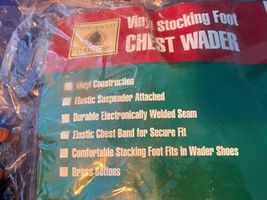 NORTHWEST
TERRITORY
Vinyl Stocking Foot
CHEST WADER
Vinyl Construction
Elastic Suspender Attached
Durable Electronically Welded Seam
Elastic Chest Band for Secure Fit
Comfortable Stocking Foot Fits in Wader Shoes
Brass Buttons